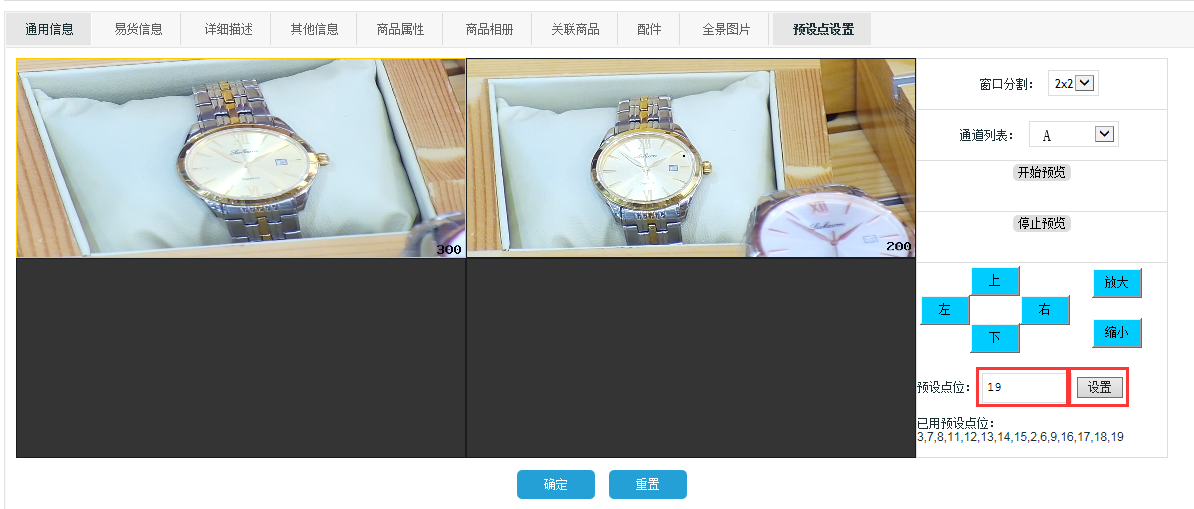 通用信息 易货信息 详细描述 其他信息 商品属性 商品相册 关联商品 配件 全景图片 预设点设置
300
200
窗口分割： 2x2
通道列表： A
开始预览
停止预览
上
放大
左 右
下
缩小
预设点位： 19 设置
已用预设点位：
3,7,8,11,12,13,14,15,2,6,9,16,17,18,19
确定 重置